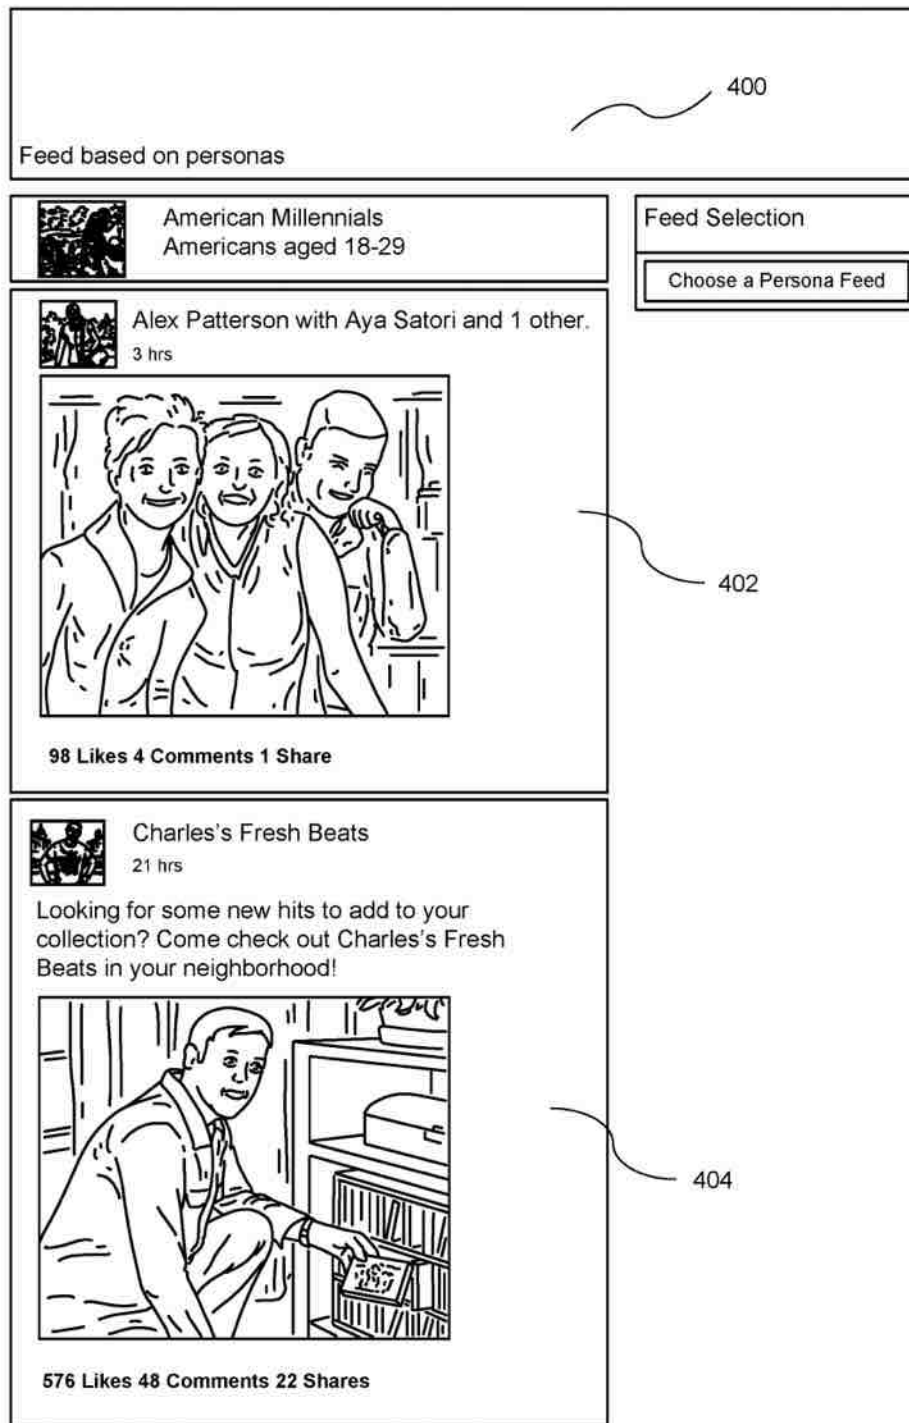 400
Feed based on personas
American Millennials
Americans aged 18-29
Feed Selection
Choose a Persona Feed
Alex Patterson with Aya Satori and 1 other.
3 hrs
402
98 Likes 4 Comments 1 Share
Charles's Fresh Beats
21 hrs
Looking for some new hits to add to your
collection? Come check out Charles's Fresh
Beats in your neighborhood!
404
576 Likes 48 Comments 22 Shares